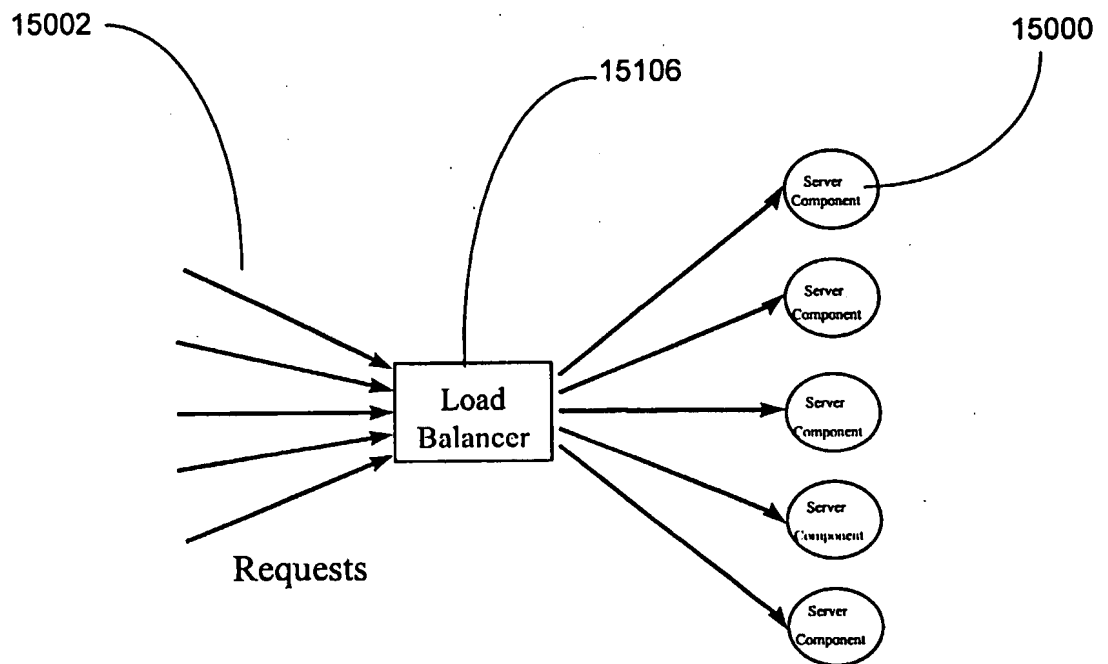 15002
15106
15000
Server
Component
Server
Component
Load
Balancer
Server
Component
Server
Component
Requests
Server
Component